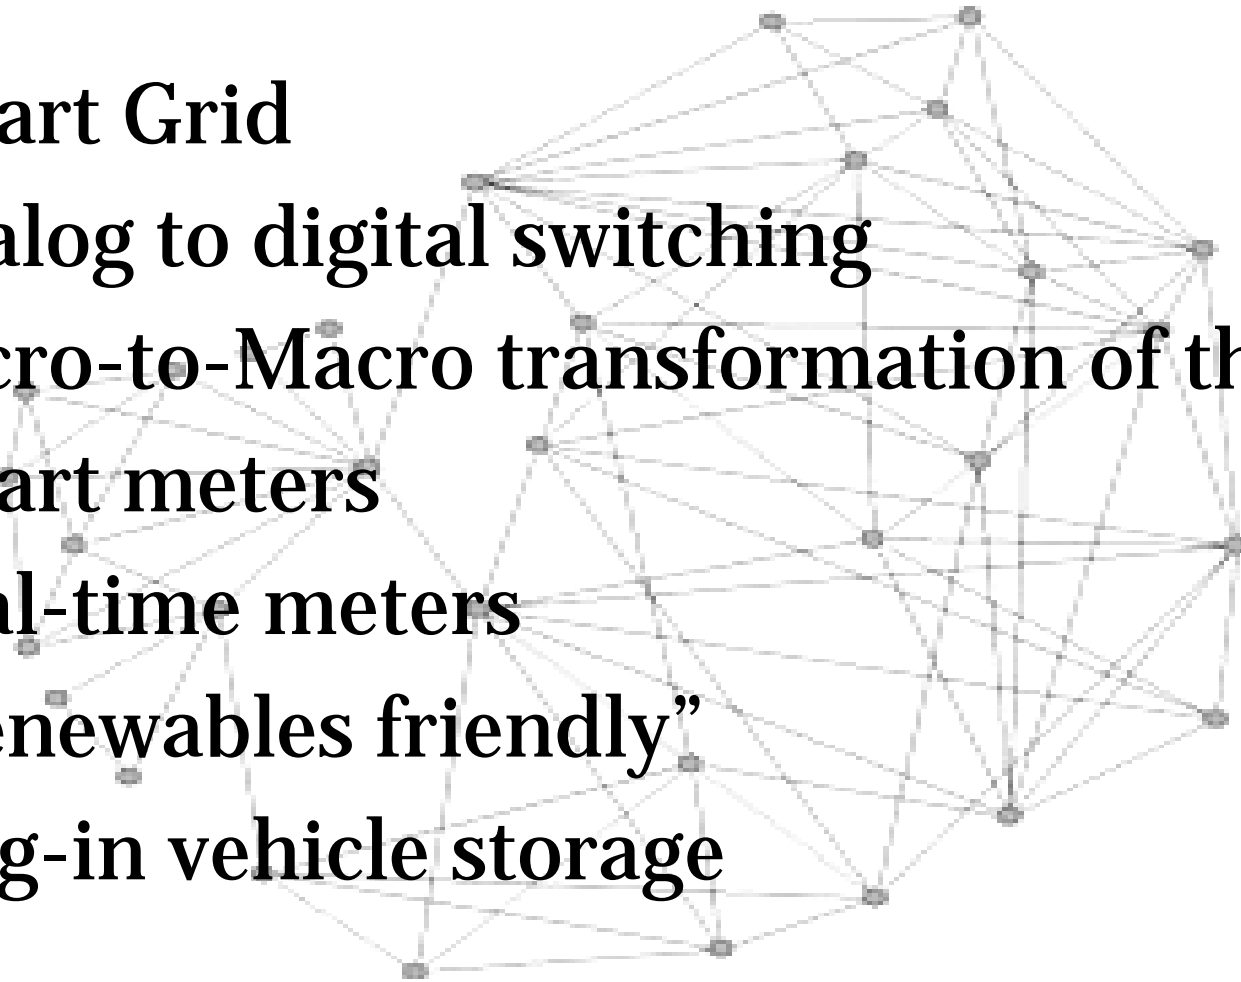 art Grid
alog to digital switching
cro-to-Macro transformation of th
art meters
al-time meters
enewables friendly”
g-in vehicle storage